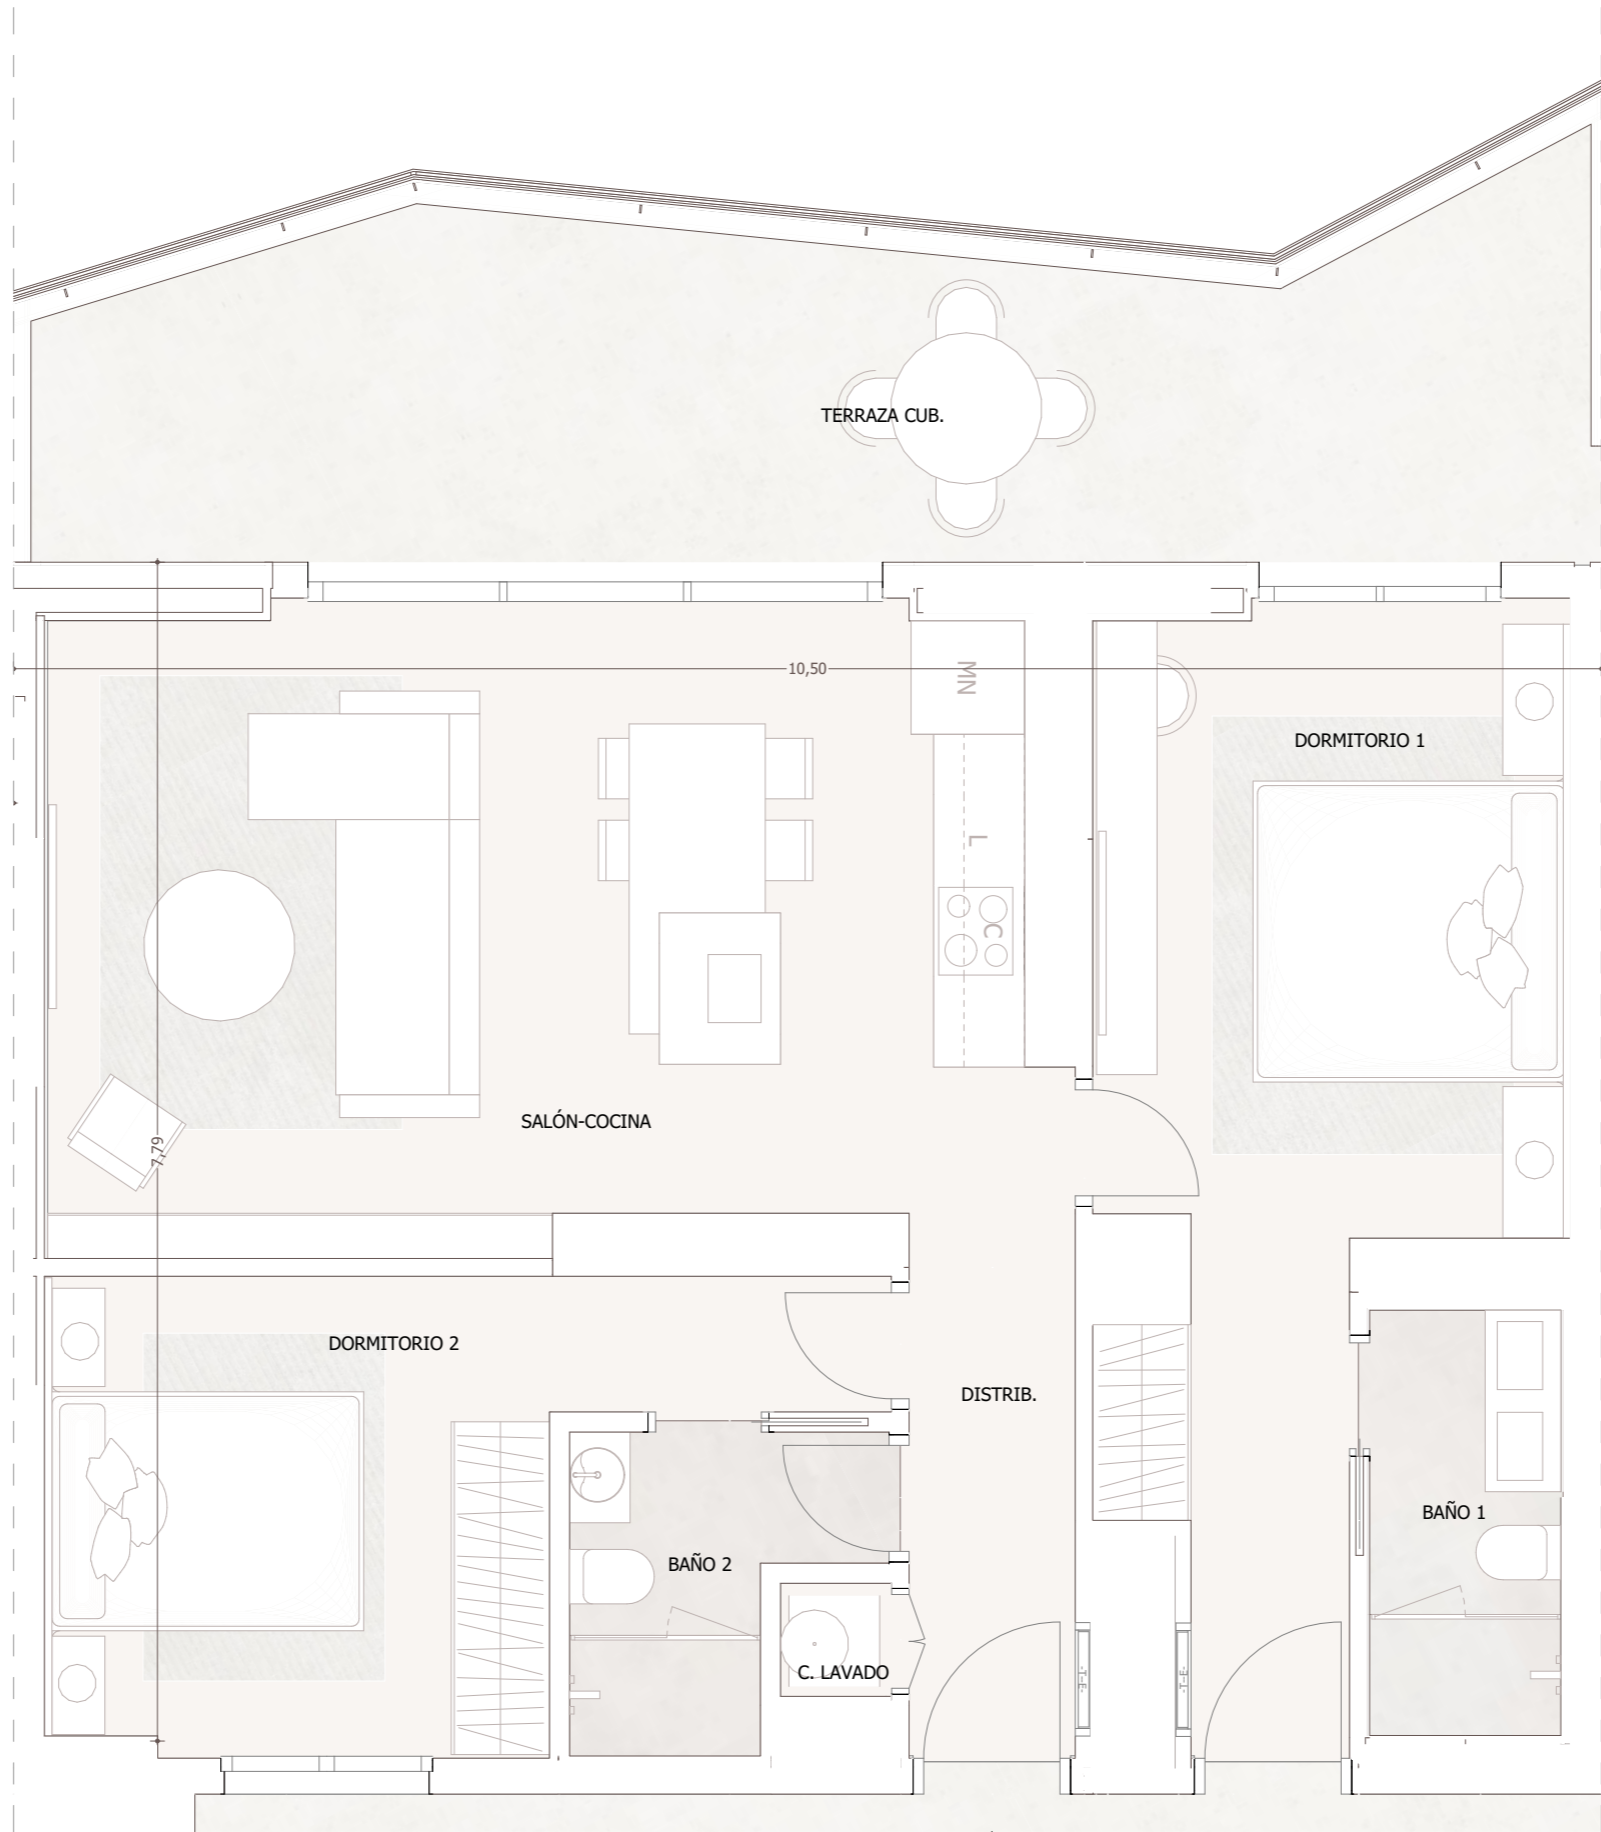 TERRAZA CUB.
10,50
MN
DORMITORIO 1
L
C
SALÓN-COCINA
7,79
DORMITORIO 2
DISTRIB.
BAÑO 1
BAÑO 2
C. LAVADO
-T-E-
-T-E-